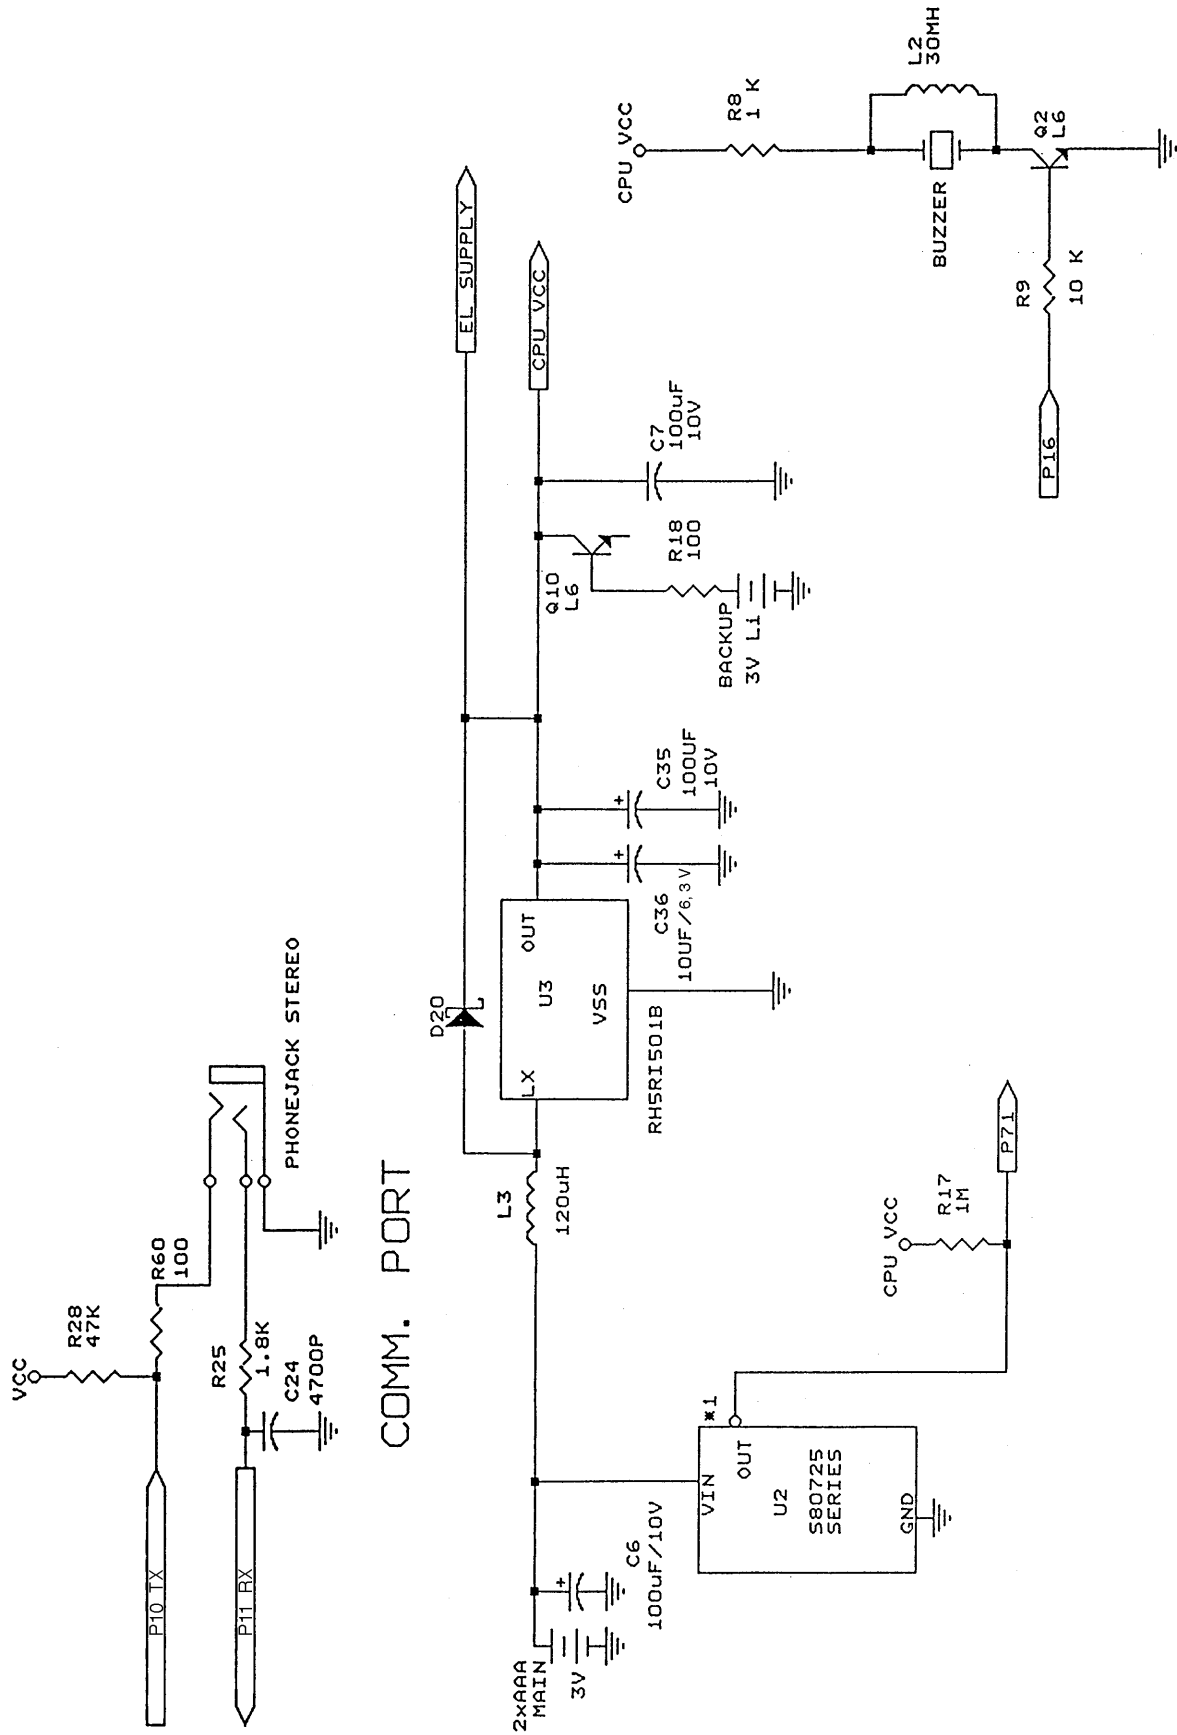 VCC
R28
47K
R60
100
P10 TX
R25
1.8K
C24
4700P
P11 RX
PHONEJACK STEREO
COMM. PORT
2xAAA
MAIN
3V
C6
100uF/10V
L3
120uH
D20
LX
OUT
U3
VSS
RH5RI501B
C36
10UF/6,3V
C35
100UF
10V
Q10
L6
R18
100
BACKUP
3V Li
C7
100uF
10V
EL SUPPLY
CPU VCC
VIN
OUT
*1
U2
S80725
SERIES
GND
CPU VCC
R17
1M
P71
CPU VCC
R8
1 K
L2
30MH
BUZZER
Q2
L6
R9
10 K
P16